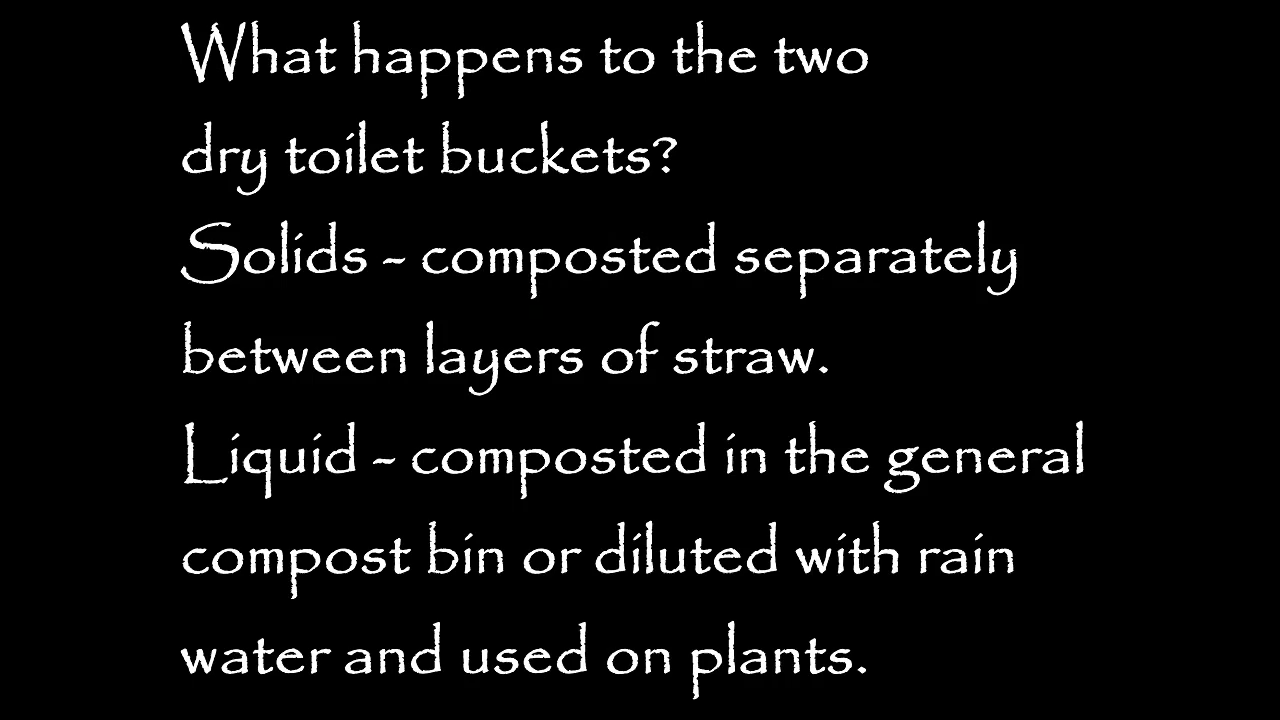 What happens to the two
dry toilet buckets?
Solids - composted separately
between layers of straw.
Liquid - composted in the general
compost bin or diluted with rain
water and used on plants.